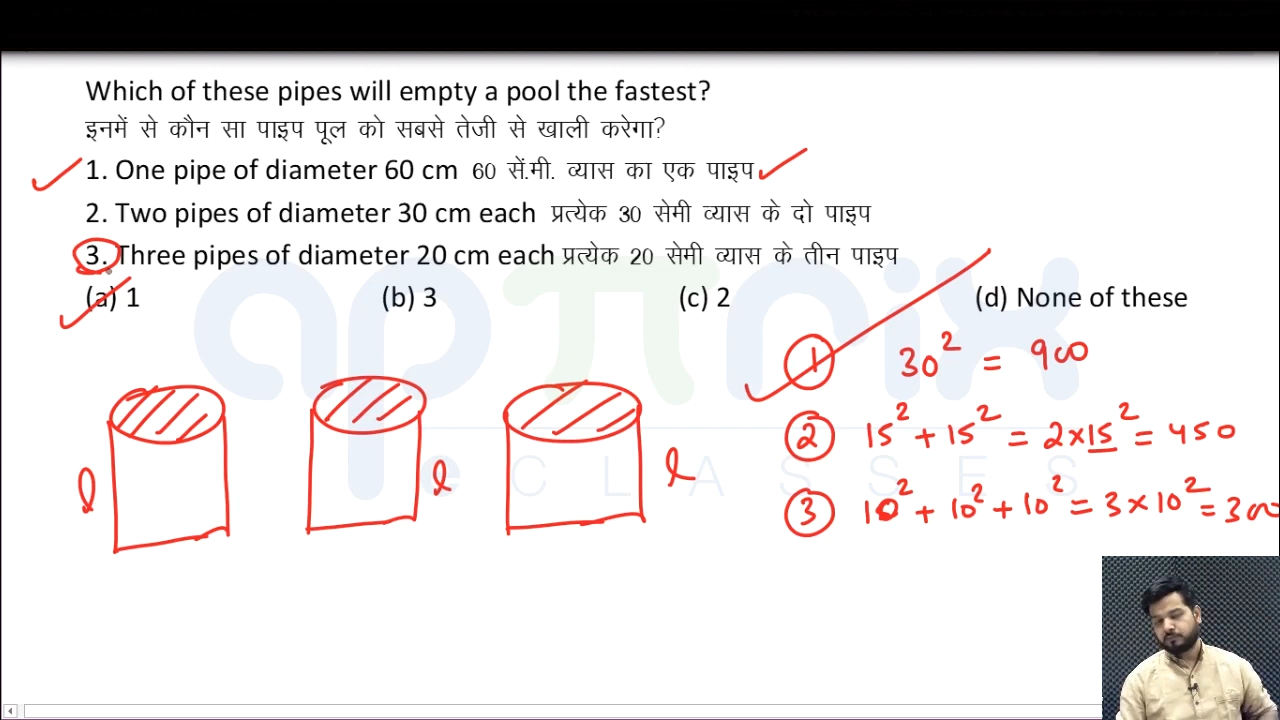 Which of these pipes will empty a pool the fastest?
इनमें से कौन सा पाइप पूल को सबसे तेजी से खाली करेगा?
1. One pipe of diameter 60 cm 60 सें.मी. व्यास का एक पाइप
2. Two pipes of diameter 30 cm each प्रत्येक 30 सेमी व्यास के दो पाइप
3. Three pipes of diameter 20 cm each प्रत्येक 20 सेमी व्यास के तीन पाइप
(a) 1 (b) 3 (c) 2 (d) None of these
1 30² = 900
2 15² + 15² = 2×15² = 450
3 10² + 10² + 10² = 3 × 10² = 300
l l l
aptinix
e CLASSES